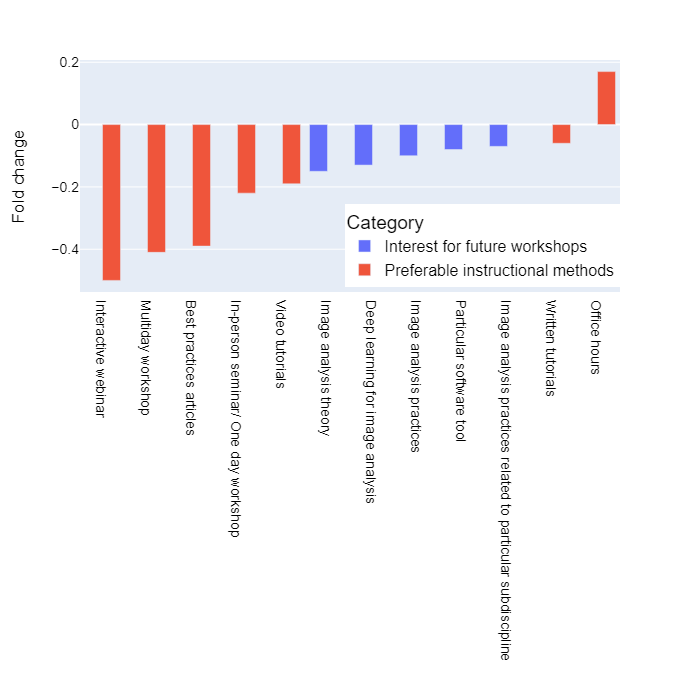 0.2
0
−0.2
−0.4
Fold change
Category
Interest for future workshops
Preferable instructional methods
Interactive webinar
Multiday workshop
Best practices articles
In-person seminar/ One day workshop
Video tutorials
Image analysis theory
Deep learning for image analysis
Image analysis practices
Particular software tool
Image analysis practices related to particular subdiscipline
Written tutorials
Office hours